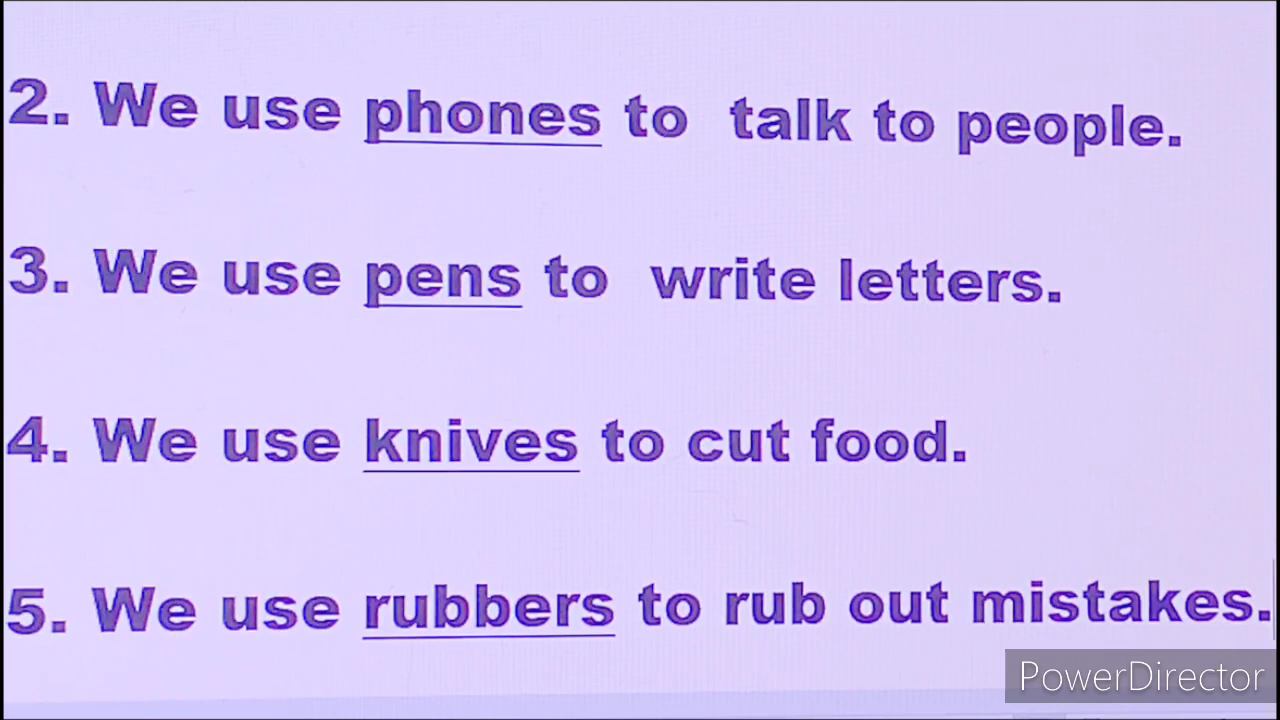 2. We use phones to talk to people.
3. We use pens to write letters.
4. We use knives to cut food.
5. We use rubbers to rub out mistakes.
PowerDirector